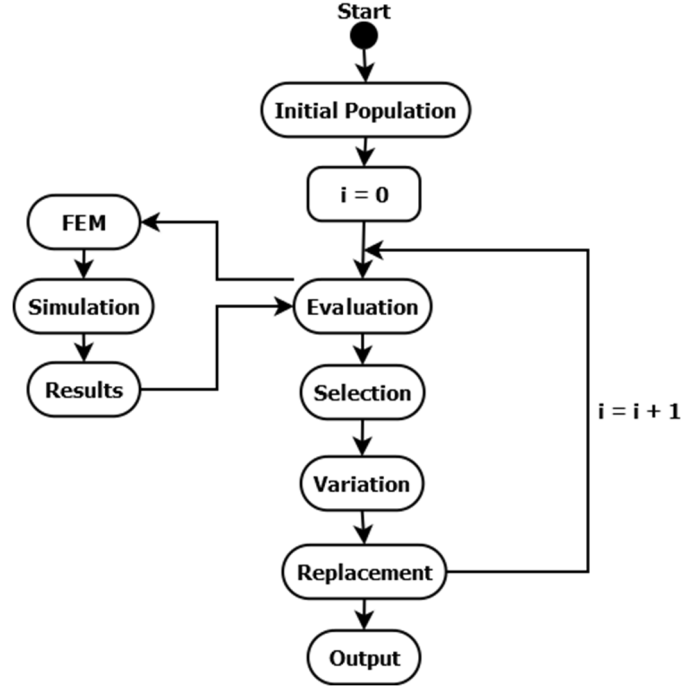 Start
Initial Population
i = 0
FEM
Simulation
Results
Evaluation
Selection
Variation
Replacement
i = i + 1
Output